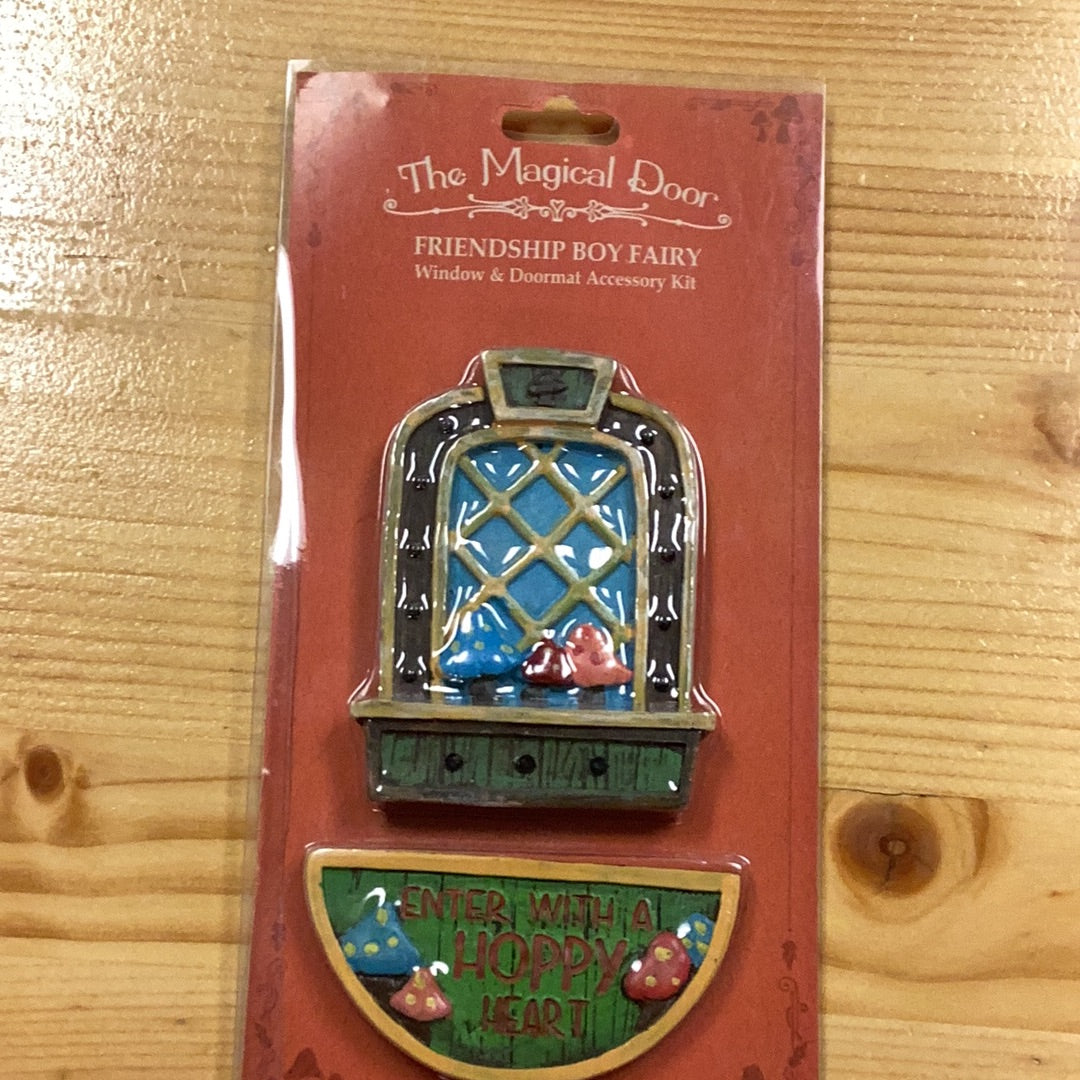 The Magical Door
FRIENDSHIP BOY FAIRY
Window & Doormat Accessory Kit
ENTER WITH A
HOPPY
HEART